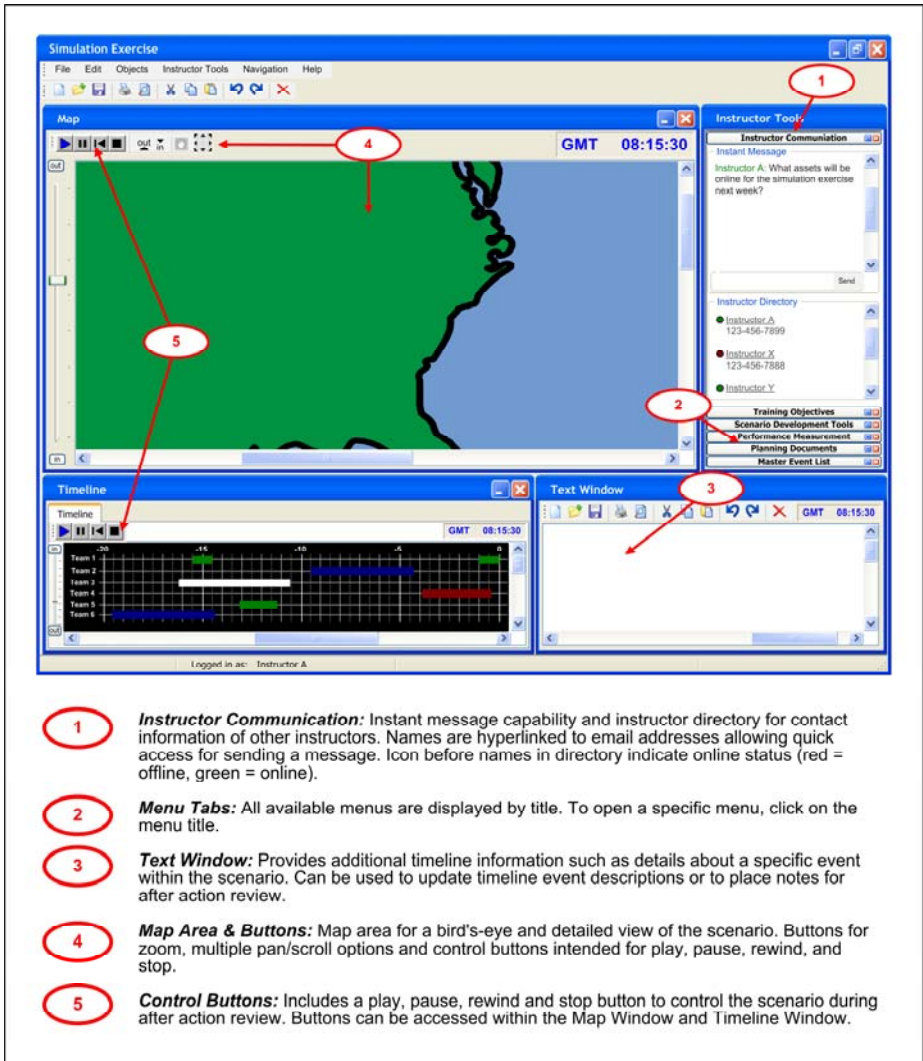 Simulation Exercise
File Edit Objects Instructor Tools Navigation Help
1
Map
Instructor Tools
out in
4
GMT 08:15:30
Instructor Communiation
Instant Message
out
Instructor A: What assets will be
online for the simulation exercise
next week?
Send
Instructor Directory
Instructor A
123-456-7899
5
Instructor X
123-456-7888
Instructor Y
2
Training Objectives
Scenario Development Tools
Performance Measurement
in
Planning Documents
Master Event List
Timeline
Text Window
3
Timeline
GMT 08:15:30
GMT 08:15:30
in
-20 -15 -10 -5 0
Team 1
Team 2
Team 3
Team 4
Team 5
Team 6
out
Logged in as: Instructor A
1
Instructor Communication: Instant message capability and instructor directory for contact
information of other instructors. Names are hyperlinked to email addresses allowing quick
access for sending a message. Icon before names in directory indicate online status (red =
offline, green = online).
2
Menu Tabs: All available menus are displayed by title. To open a specific menu, click on the
menu title.
3
Text Window: Provides additional timeline information such as details about a specific event
within the scenario. Can be used to update timeline event descriptions or to place notes for
after action review.
4
Map Area & Buttons: Map area for a bird's-eye and detailed view of the scenario. Buttons for
zoom, multiple pan/scroll options and control buttons intended for play, pause, rewind, and
stop.
5
Control Buttons: Includes a play, pause, rewind and stop button to control the scenario during
after action review. Buttons can be accessed within the Map Window and Timeline Window.